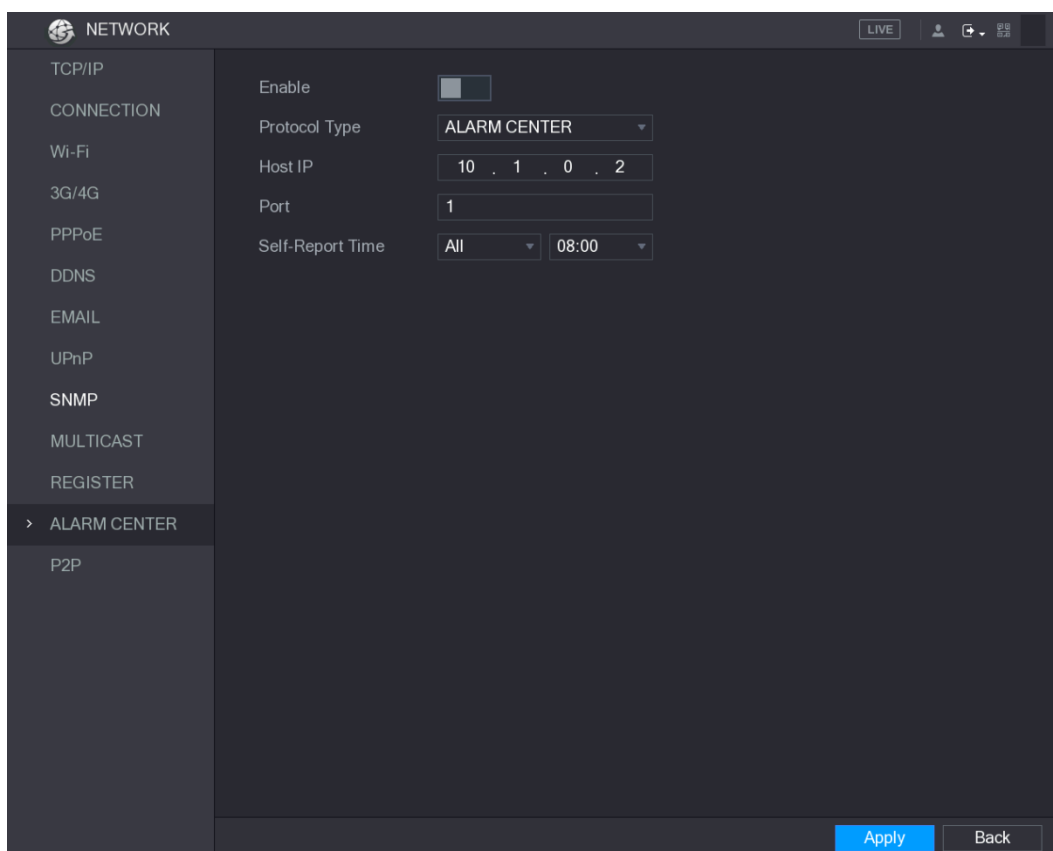 NETWORK
LIVE
TCP/IP
CONNECTION
Wi-Fi
3G/4G
PPPoE
DDNS
EMAIL
UPnP
SNMP
MULTICAST
REGISTER
ALARM CENTER
P2P
Enable
Protocol Type ALARM CENTER
Host IP 10 . 1 . 0 . 2
Port 1
Self-Report Time All 08:00
Apply Back